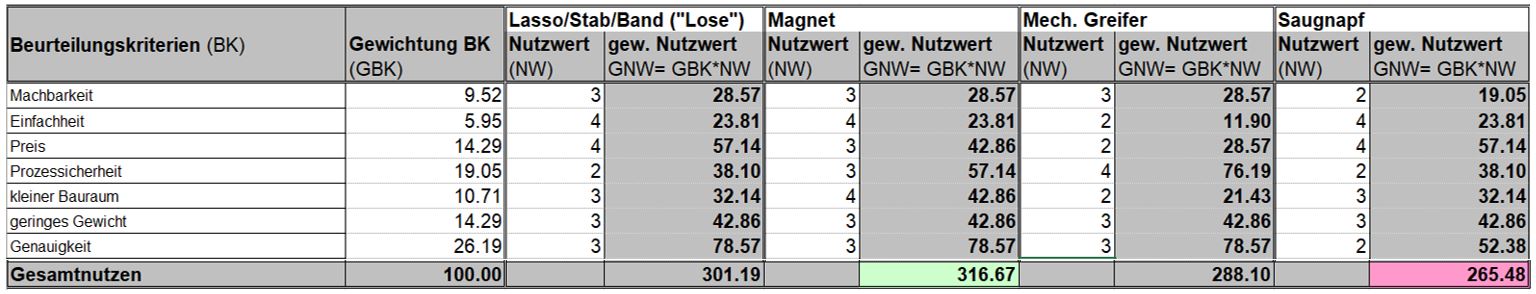 Lasso/Stab/Band ("Lose") Magnet Mech. Greifer Saugnapf
Beurteilungskriterien (BK) Gewichtung BK Nutzwert gew. Nutzwert Nutzwert gew. Nutzwert Nutzwert gew. Nutzwert Nutzwert gew. Nutzwert
(GBK) (NW) GNW= GBK*NW (NW) GNW= GBK*NW (NW) GNW= GBK*NW (NW) GNW= GBK*NW
Machbarkeit 9.52 3 28.57 3 28.57 3 28.57 2 19.05
Einfachheit 5.95 4 23.81 4 23.81 2 11.90 4 23.81
Preis 14.29 4 57.14 3 42.86 2 28.57 4 57.14
Prozessicherheit 19.05 2 38.10 3 57.14 4 76.19 2 38.10
kleiner Bauraum 10.71 3 32.14 4 42.86 2 21.43 3 32.14
geringes Gewicht 14.29 3 42.86 3 42.86 3 42.86 3 42.86
Genauigkeit 26.19 3 78.57 3 78.57 3 78.57 2 52.38
Gesamtnutzen 100.00 301.19 316.67 288.10 265.48